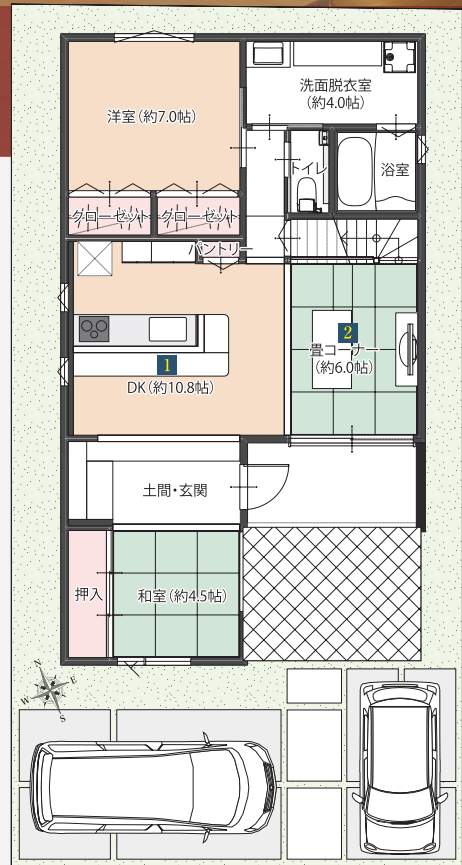 洋室(約7.0帖)
洗面脱衣室
(約4.0帖)
トイレ
浴室
クローゼット
クローゼット
パントリー
1
DK(約10.8帖)
2
畳コーナー
(約6.0帖)
土間・玄関
押入
和室(約4.5帖)
N
E
W
S